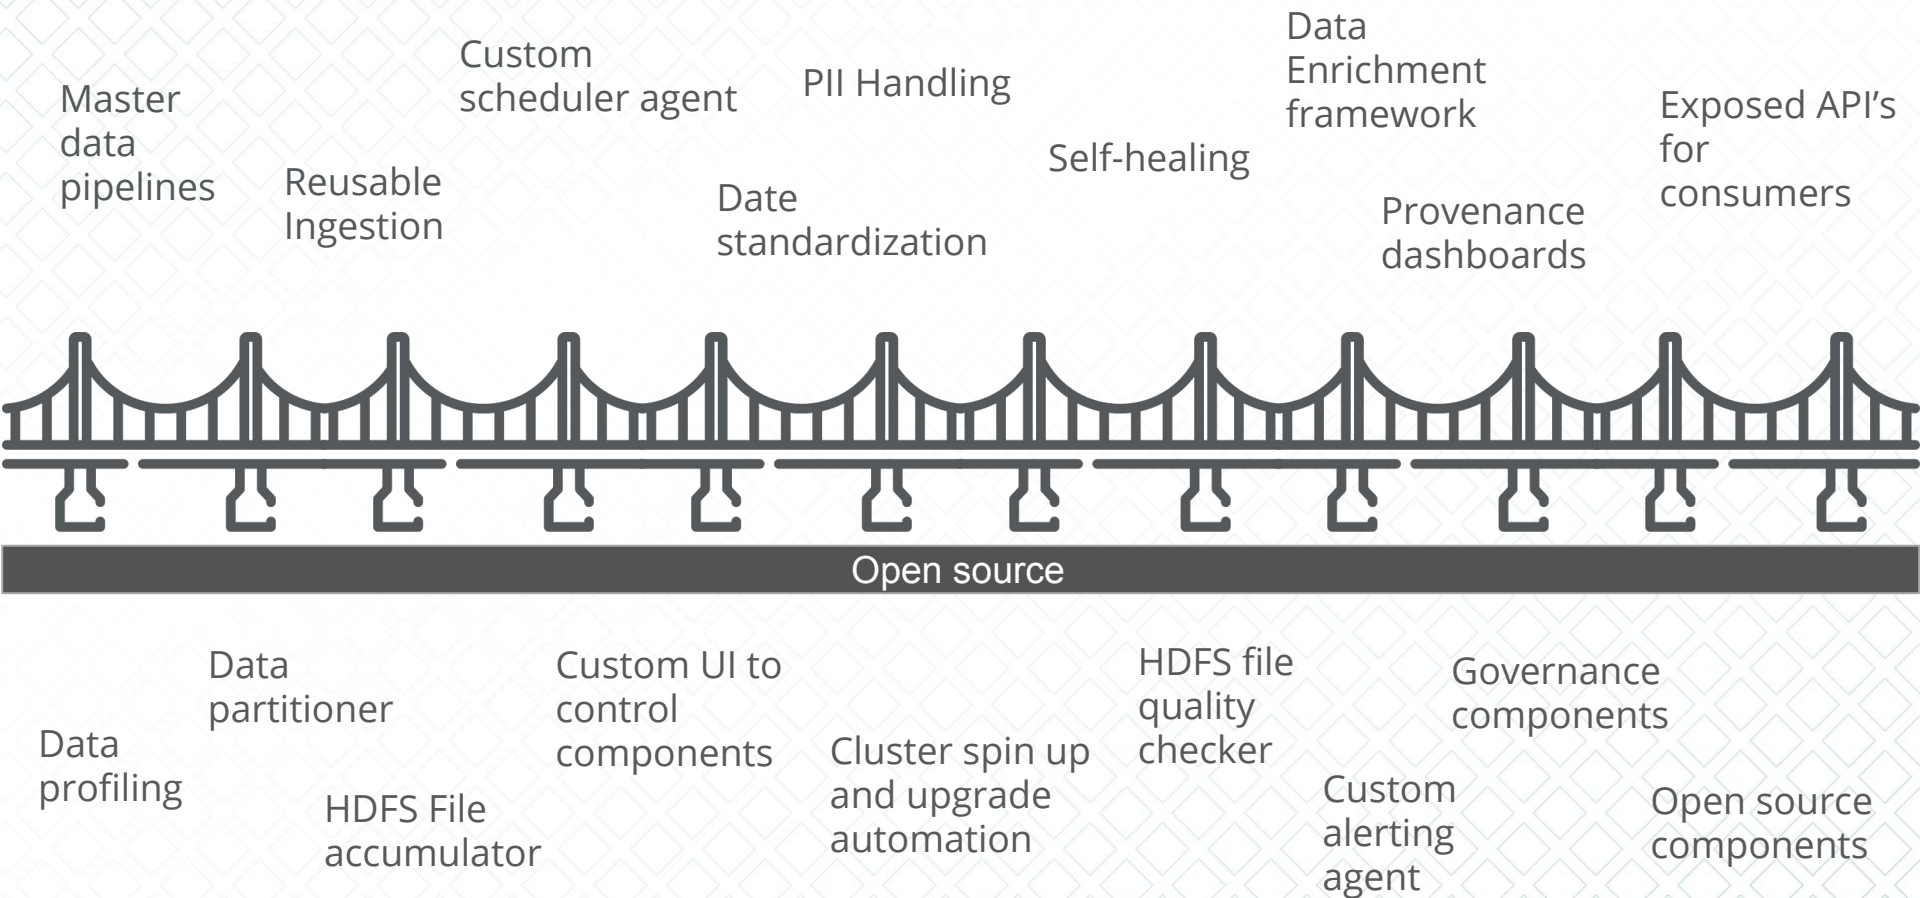 Master
data
pipelines
Reusable
Ingestion
Custom
scheduler agent
PII Handling
Date
standardization
Self-healing
Data
Enrichment
framework
Provenance
dashboards
Exposed API’s
for
consumers
Open source
Data
profiling
Data
partitioner
HDFS File
accumulator
Custom UI to
control
components
Cluster spin up
and upgrade
automation
HDFS file
quality
checker
Custom
alerting
agent
Governance
components
Open source
components